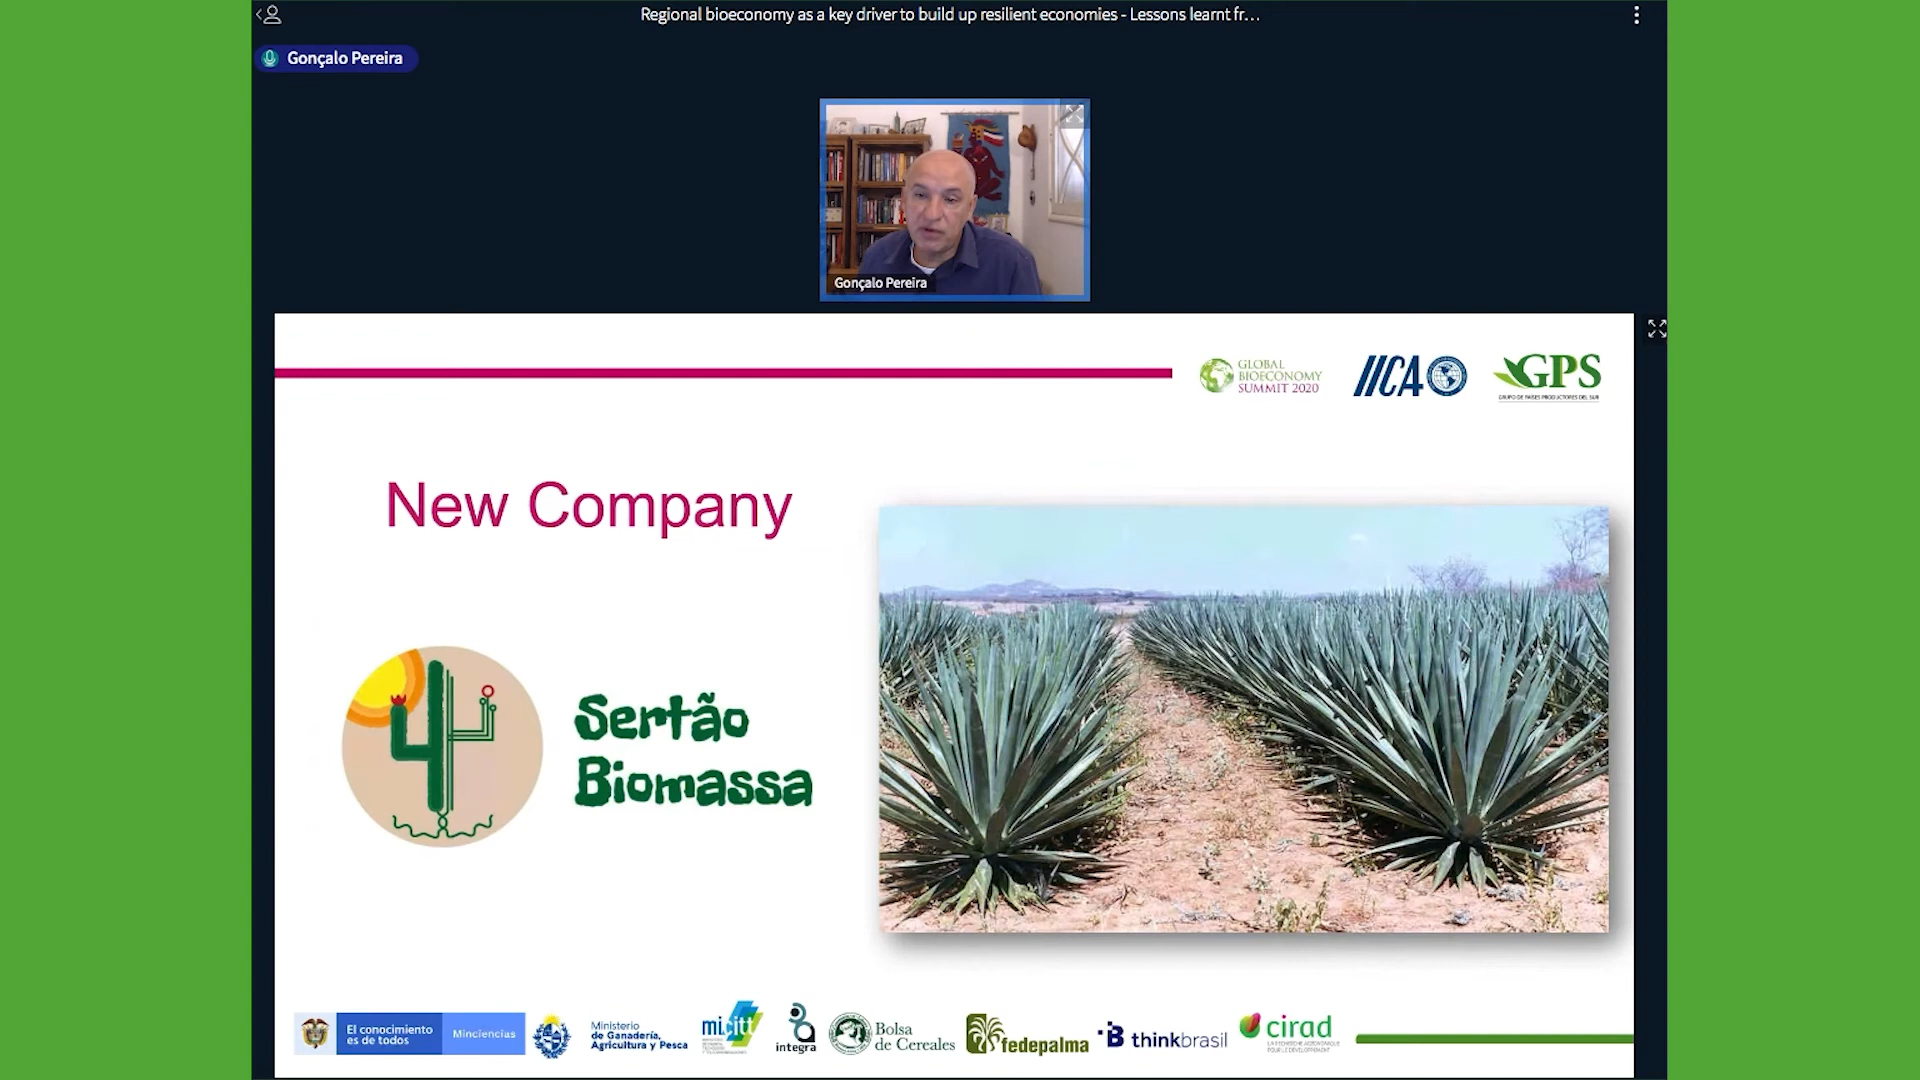 Regional bioeconomy as a key driver to build up resilient economies - Lessons learnt fr...
Gonçalo Pereira
Gonçalo Pereira
GLOBAL
BIOECONOMY
SUMMIT 2020
IICA
GPS
GRUPO DE PAÍSES PRODUCTORES DEL SUR
New Company
Sertão
Biomassa
El conocimiento
es de todos
Minciencias
Ministerio
de Ganadería,
Agricultura y Pesca
micitt
integra
Bolsa
de Cereales
fedepalma
B thinkbrasil
cirad
LA RECHERCHE AGRONOMIQUE
POUR LE DÉVELOPPEMENT